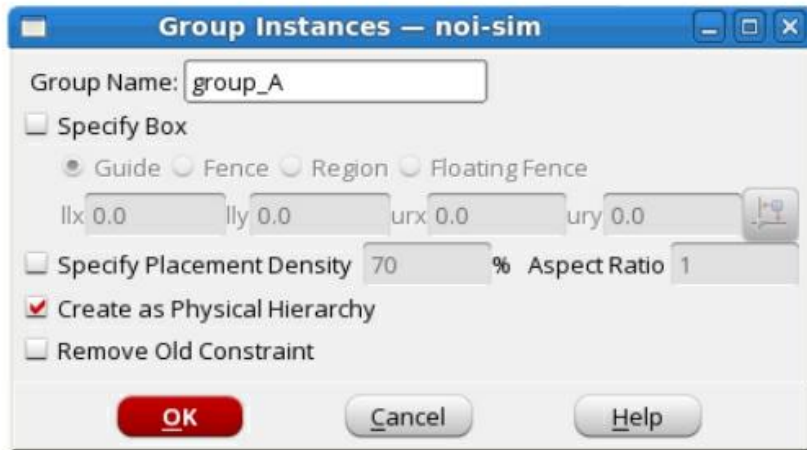 Group Instances — noi-sim
Group Name: group_A
Specify Box
Guide Fence Region Floating Fence
llx 0.0 lly 0.0 urx 0.0 ury 0.0
Specify Placement Density 70 % Aspect Ratio 1
Create as Physical Hierarchy
Remove Old Constraint
OK Cancel Help